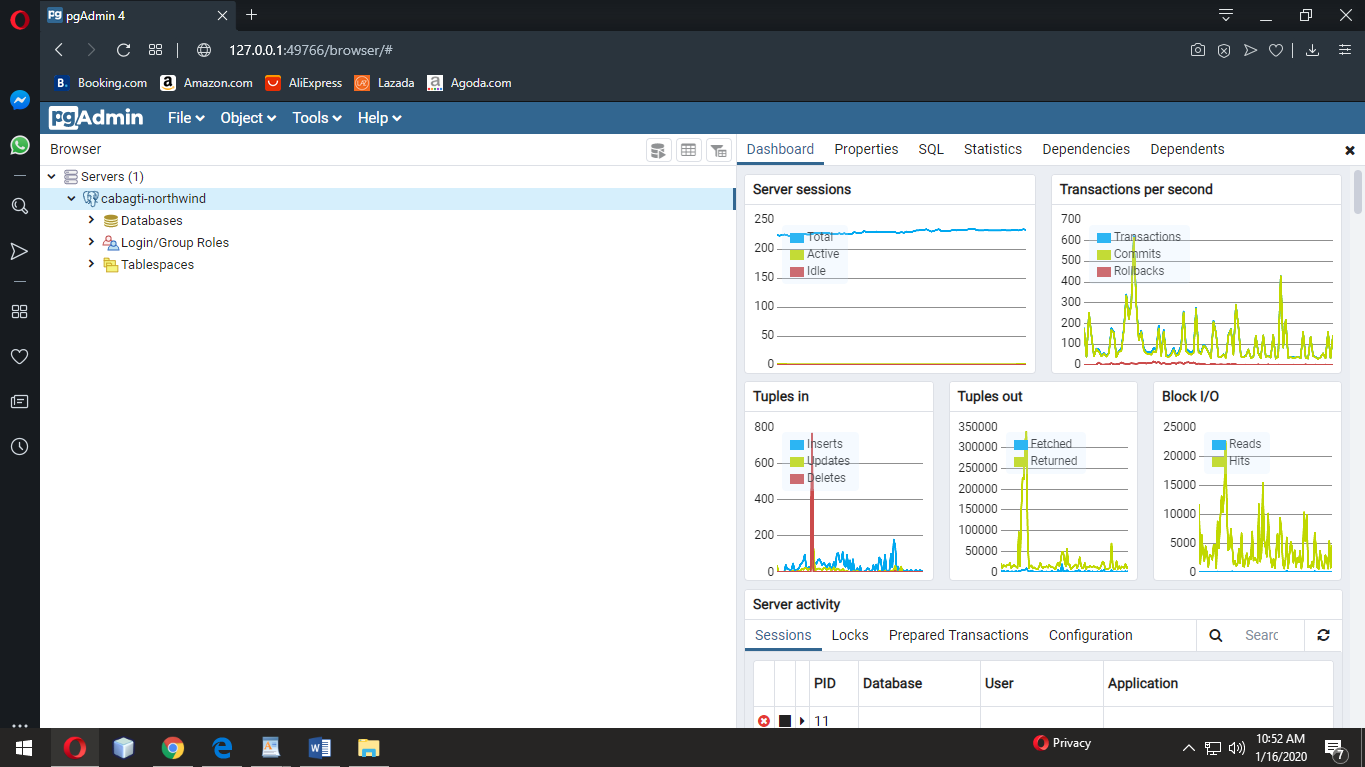 pgAdmin 4
127.0.0.1:49766/browser/#
B. Booking.com
a Amazon.com
AliExpress
Lazada
a Agoda.com
pgAdmin
File
Object
Tools
Help
Browser
Dashboard
Properties
SQL
Statistics
Dependencies
Dependents
Servers (1)
cabagti-northwind
Databases
Login/Group Roles
Tablespaces
Server sessions
250
200
150
100
50
0
Total
Active
Idle
Transactions per second
700
600
500
400
300
200
100
0
Transactions
Commits
Rollbacks
Tuples in
800
600
400
200
0
Inserts
Updates
Deletes
Tuples out
350000
300000
250000
200000
150000
100000
50000
0
Fetched
Returned
Block I/O
25000
20000
15000
10000
5000
0
Reads
Hits
Server activity
Sessions
Locks
Prepared Transactions
Configuration
Searc
PID
Database
User
Application
11
Privacy
10:52 AM
1/16/2020
7